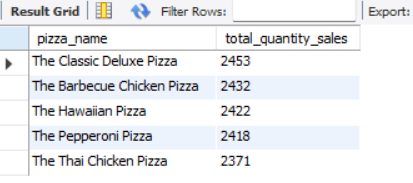 Result Grid Filter Rows: Export:
pizza_name total_quantity_sales
The Classic Deluxe Pizza 2453
The Barbecue Chicken Pizza 2432
The Hawaiian Pizza 2422
The Pepperoni Pizza 2418
The Thai Chicken Pizza 2371